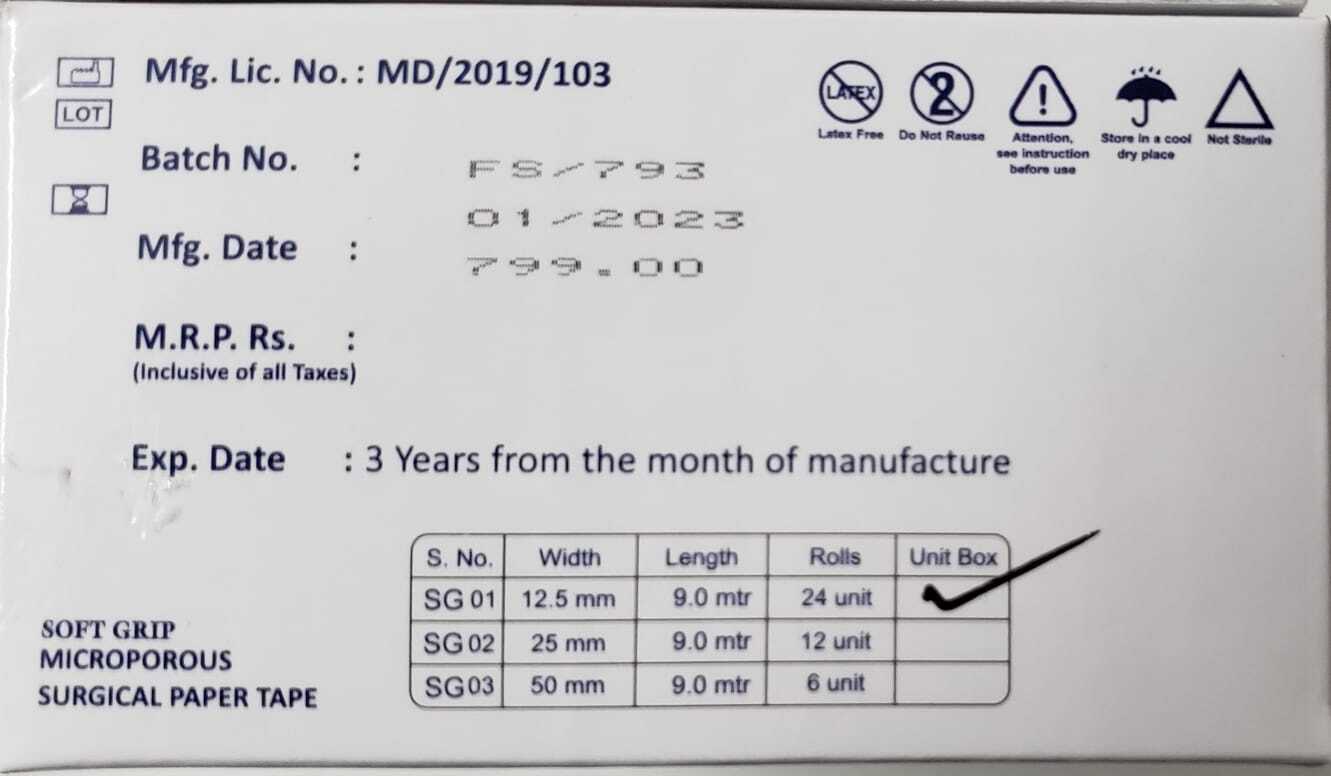 Mfg. Lic. No. : MD/2019/103
LOT
Batch No. : FS/793
01/2023
Mfg. Date :
799.00
M.R.P. Rs. :
(Inclusive of all Taxes)
Exp. Date : 3 Years from the month of manufacture
LATEX
Latex Free
2
Do Not Reuse
!
Attention,
see instruction
before use
Store in a cool
dry place
Not Sterile
S. No. Width Length Rolls Unit Box
SG 01 12.5 mm 9.0 mtr 24 unit
SG 02 25 mm 9.0 mtr 12 unit
SG 03 50 mm 9.0 mtr 6 unit
SOFT GRIP
MICROPOROUS
SURGICAL PAPER TAPE